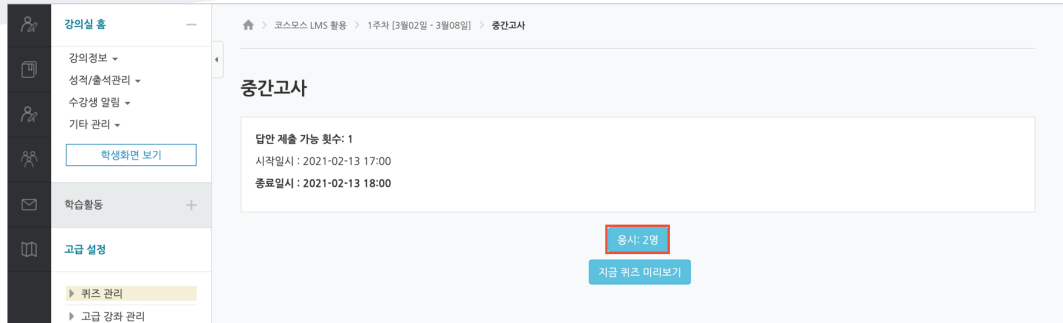 강의실 홈
강의정보
성적/출석관리
수강생 알림
기타 관리
학생화면 보기
학습활동
고급 설정
퀴즈 관리
고급 강좌 관리
코스모스 LMS 활용 > 1주차 [3월02일 - 3월08일] > 중간고사
중간고사
답안 제출 가능 횟수: 1
시작일시 : 2021-02-13 17:00
종료일시 : 2021-02-13 18:00
응시: 2명
지금 퀴즈 미리보기